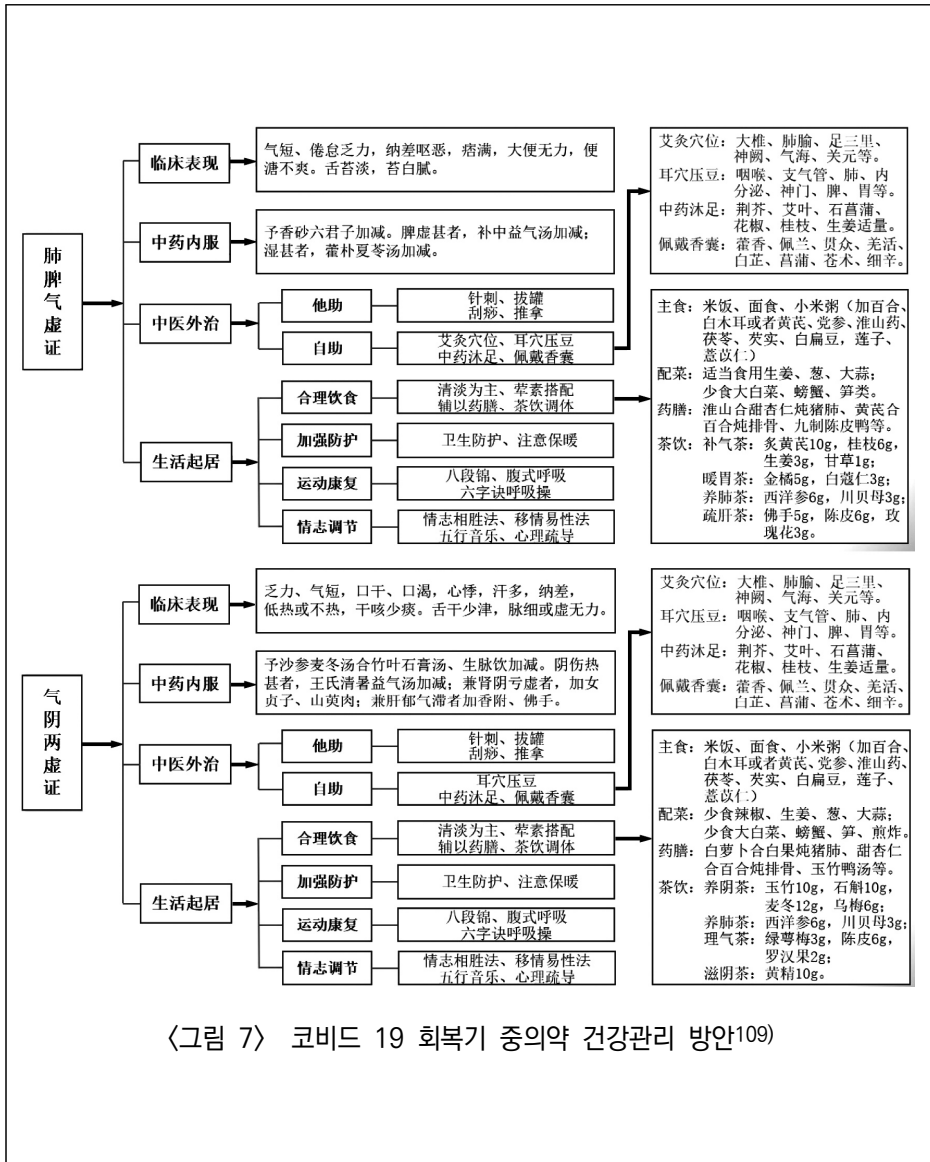 肺脾气虚证
临床表现
气短、倦怠乏力，纳差呕恶，痞满，大便无力，便
溏不爽。舌苔淡，苔白腻。
中药内服
予香砂六君子加减。脾虚甚者，补中益气汤加减；
湿甚者，藿朴夏苓汤加减。
中医外治
他助
针刺、拔罐
刮痧、推拿
自助
艾灸穴位、耳穴压豆
中药沐足、佩戴香囊
生活起居
合理饮食
清淡为主、荤素搭配
辅以药膳、茶饮调体
加强防护
卫生防护、注意保暖
运动康复
八段锦、腹式呼吸
六字诀呼吸操
情志调节
情志相胜法、移情易性法
五行音乐、心理疏导
艾灸穴位：大椎、肺腧、足三里、
神阙、气海、关元等。
耳穴压豆：咽喉、支气管、肺、内
分泌、神门、脾、胃等。
中药沐足：荆芥、艾叶、石菖蒲、
花椒、桂枝、生姜适量。
佩戴香囊：藿香、佩兰、贯众、羌活、
白芷、菖蒲、苍术、细辛。
主食：米饭、面食、小米粥（加百合、
白木耳或者黄芪、党参、淮山药、
茯苓、芡实、白扁豆，莲子、
薏苡仁）
配菜：适当食用生姜、葱、大蒜；
少食大白菜、螃蟹、笋类。
药膳：淮山合甜杏仁炖猪肺、黄芪合
百合炖排骨、九制陈皮鸭等。
茶饮：补气茶：炙黄芪10g，桂枝6g，
生姜3g，甘草1g；
暖胃茶：金橘5g，白蔻仁3g；
养肺茶：西洋参6g，川贝母3g；
疏肝茶：佛手5g，陈皮6g，玫
瑰花3g。
气阴两虚证
临床表现
乏力、气短，口干、口渴，心悸，汗多，纳差，
低热或不热，干咳少痰。舌干少津，脉细或虚无力。
中药内服
予沙参麦冬汤合竹叶石膏汤、生脉饮加减。阴伤热
甚者，王氏清暑益气汤加减；兼肾阴亏虚者，加女
贞子、山萸肉；兼肝郁气滞者加香附、佛手。
中医外治
他助
针刺、拔罐
刮痧、推拿
自助
耳穴压豆
中药沐足、佩戴香囊
生活起居
合理饮食
清淡为主、荤素搭配
辅以药膳、茶饮调体
加强防护
卫生防护、注意保暖
运动康复
八段锦、腹式呼吸
六字诀呼吸操
情志调节
情志相胜法、移情易性法
五行音乐、心理疏导
艾灸穴位：大椎、肺腧、足三里、
神阙、气海、关元等。
耳穴压豆：咽喉、支气管、肺、内
分泌、神门、脾、胃等。
中药沐足：荆芥、艾叶、石菖蒲、
花椒、桂枝、生姜适量。
佩戴香囊：藿香、佩兰、贯众、羌活、
白芷、菖蒲、苍术、细辛。
主食：米饭、面食、小米粥（加百合、
白木耳或者黄芪、党参、淮山药、
茯苓、芡实、白扁豆，莲子、
薏苡仁）
配菜：少食辣椒、生姜、葱、大蒜；
少食大白菜、螃蟹、笋、煎炸。
药膳：白萝卜合白果炖猪肺、甜杏仁
合百合炖排骨、玉竹鸭汤等。
茶饮：养阴茶：玉竹10g，石斛10g，
麦冬12g，乌梅6g；
养肺茶：西洋参6g，川贝母3g；
理气茶：绿萼梅3g，陈皮6g，
罗汉果2g；
滋阴茶：黄精10g。
〈그림 7〉 코비드 19 회복기 중의약 건강관리 방안109)